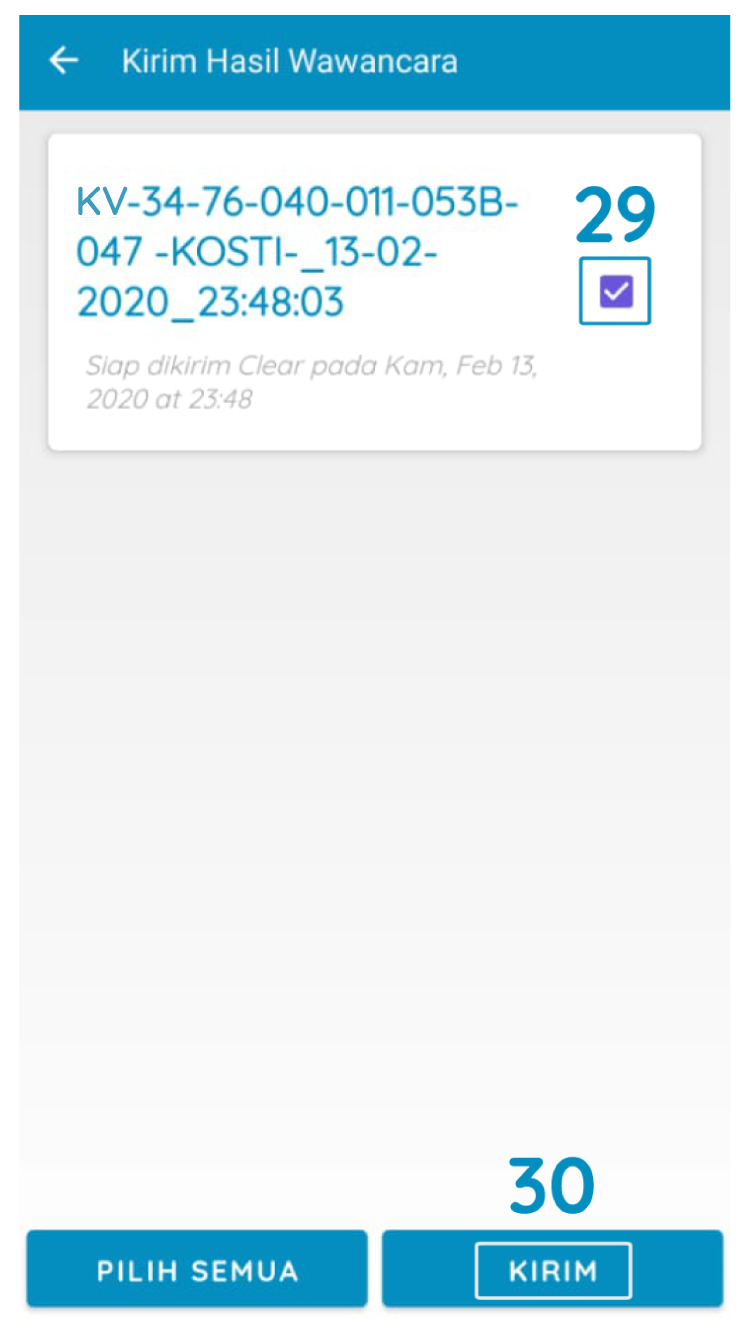 Kirim Hasil Wawancara
KV-34-76-040-011-053B-
047 -KOSTI-_13-02-
2020_23:48:03
29
Siap dikirim Clear pada Kam, Feb 13,
2020 at 23:48
30
PILIH SEMUA
KIRIM